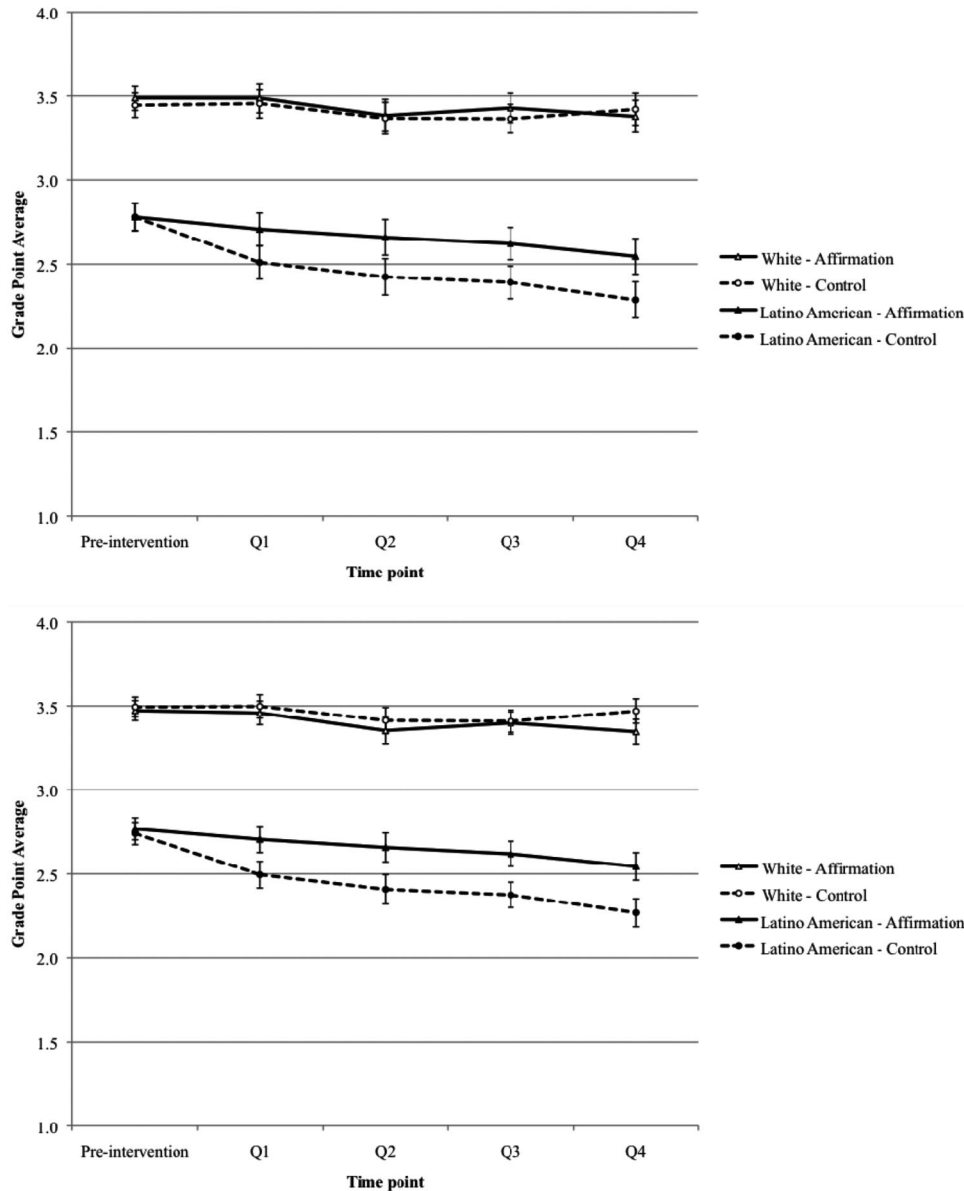 4.0
3.5
3.0
2.5
2.0
1.5
1.0
Grade Point Average
Pre-intervention Q1 Q2 Q3 Q4
Time point
White - Affirmation
White - Control
Latino American - Affirmation
Latino American - Control
4.0
3.5
3.0
2.5
2.0
1.5
1.0
Grade Point Average
Pre-intervention Q1 Q2 Q3 Q4
Time point
White - Affirmation
White - Control
Latino American - Affirmation
Latino American - Control